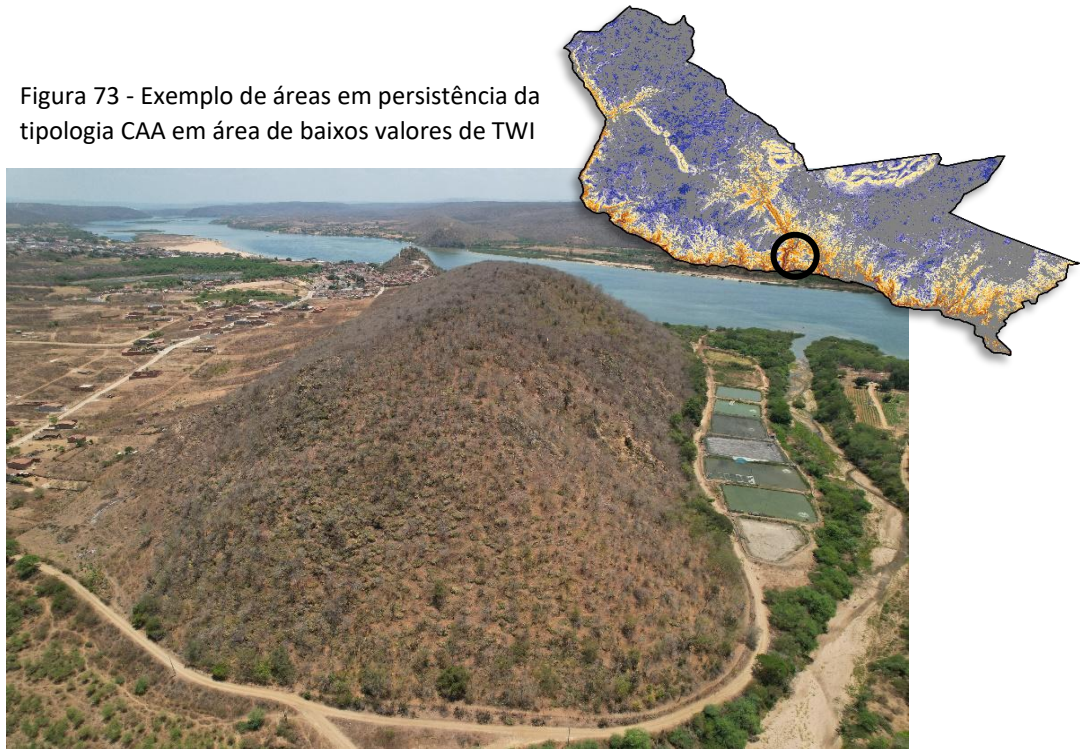 Figura 73 - Exemplo de áreas em persistência da
tipologia CAA em área de baixos valores de TWI